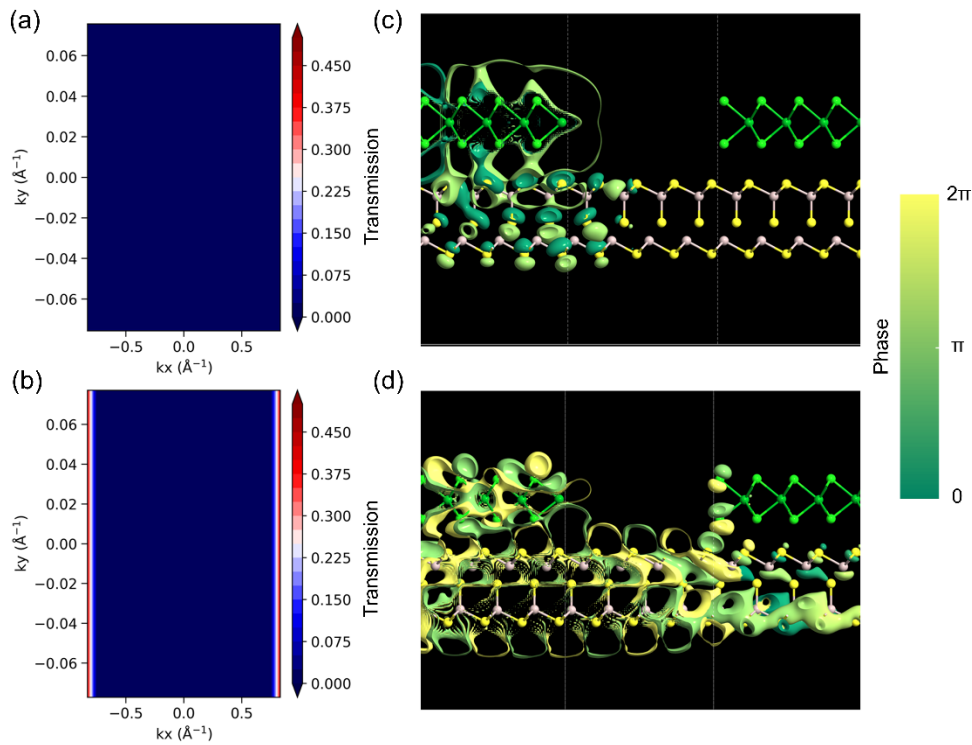 (a)
0.06
0.04
0.02
0.00
−0.02
−0.04
−0.06
ky (Å⁻¹)
−0.5
0.0
0.5
kx (Å⁻¹)
0.450
0.375
0.300
0.225
0.150
0.075
0.000
Transmission
(c)
(b)
0.06
0.04
0.02
0.00
−0.02
−0.04
−0.06
ky (Å⁻¹)
−0.5
0.0
0.5
kx (Å⁻¹)
0.450
0.375
0.300
0.225
0.150
0.075
0.000
Transmission
(d)
2π
π
0
Phase